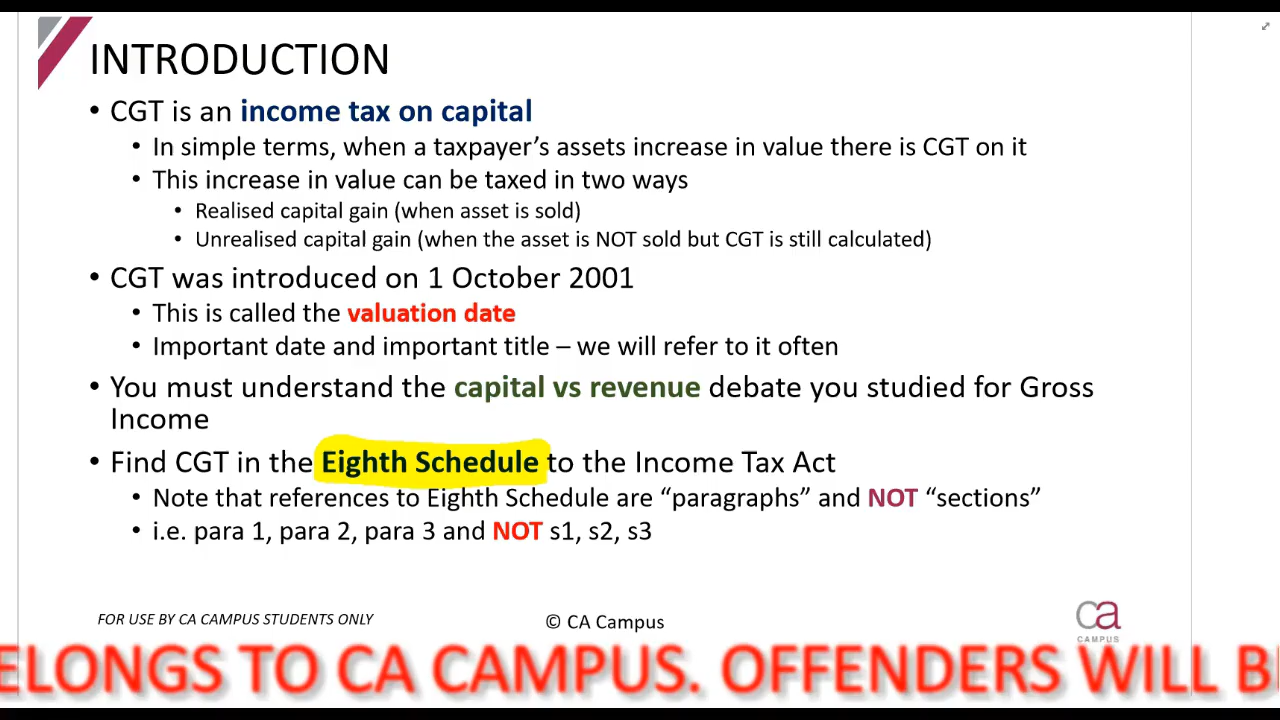 INTRODUCTION
• CGT is an income tax on capital
• In simple terms, when a taxpayer's assets increase in value there is CGT on it
• This increase in value can be taxed in two ways
• Realised capital gain (when asset is sold)
• Unrealised capital gain (when the asset is NOT sold but CGT is still calculated)
• CGT was introduced on 1 October 2001
• This is called the valuation date
• Important date and important title – we will refer to it often
• You must understand the capital vs revenue debate you studied for Gross
Income
• Find CGT in the Eighth Schedule to the Income Tax Act
• Note that references to Eighth Schedule are “paragraphs” and NOT “sections”
• i.e. para 1, para 2, para 3 and NOT s1, s2, s3
FOR USE BY CA CAMPUS STUDENTS ONLY
© CA Campus
ca
CAMPUS
ELONGS TO CA CAMPUS. OFFENDERS WILL B